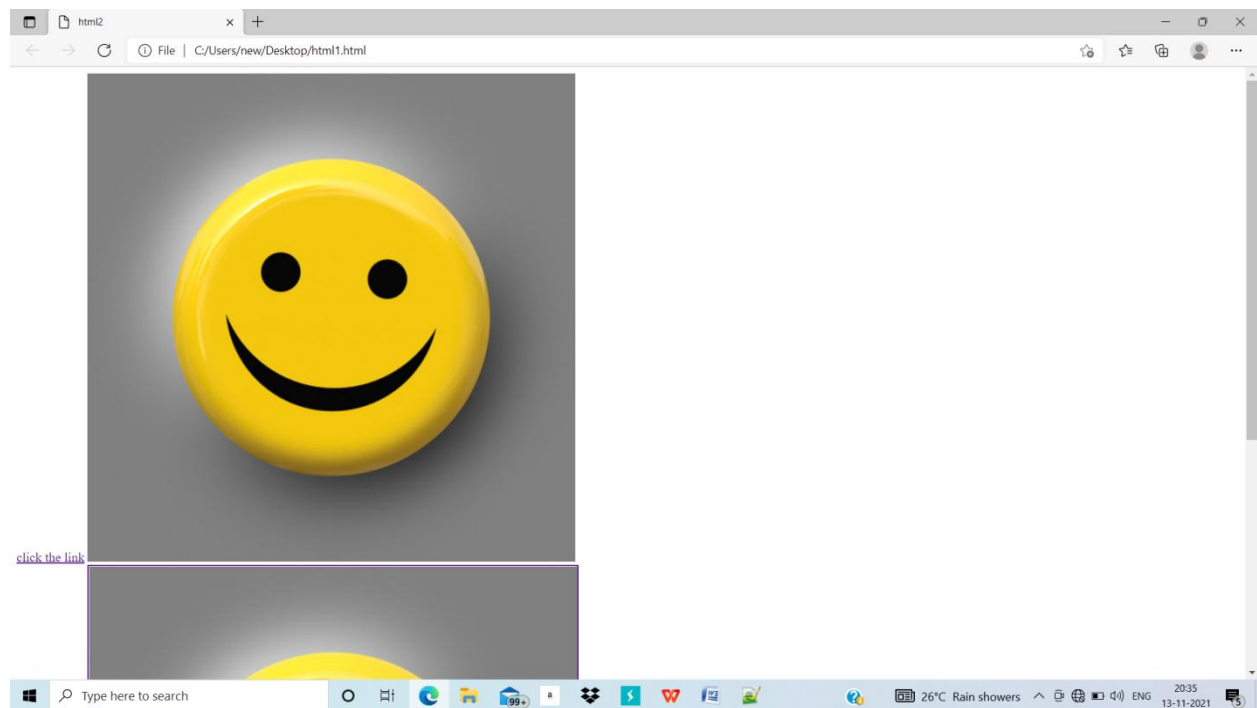 html2
File | C:/Users/new/Desktop/html1.html
click the link
Type here to search
99+
a
26°C Rain showers
ENG
20:35
13-11-2021
5